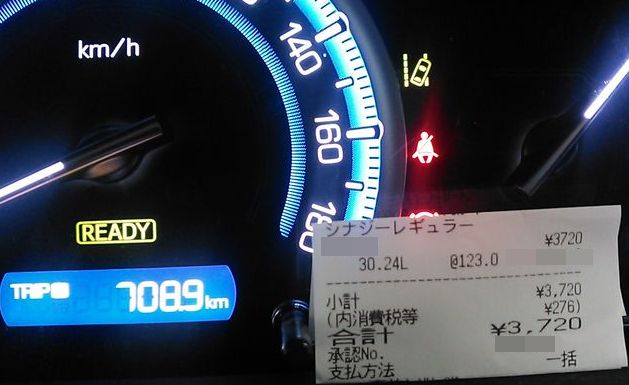 km/h
140
160
180
READY
TRIP 708.9 km
シナジーレギュラー
¥3720
30.24L @123.0
小計 ¥3,720
(内消費税等 ¥276)
合計 ¥3,720
承認No.
支払方法 一括